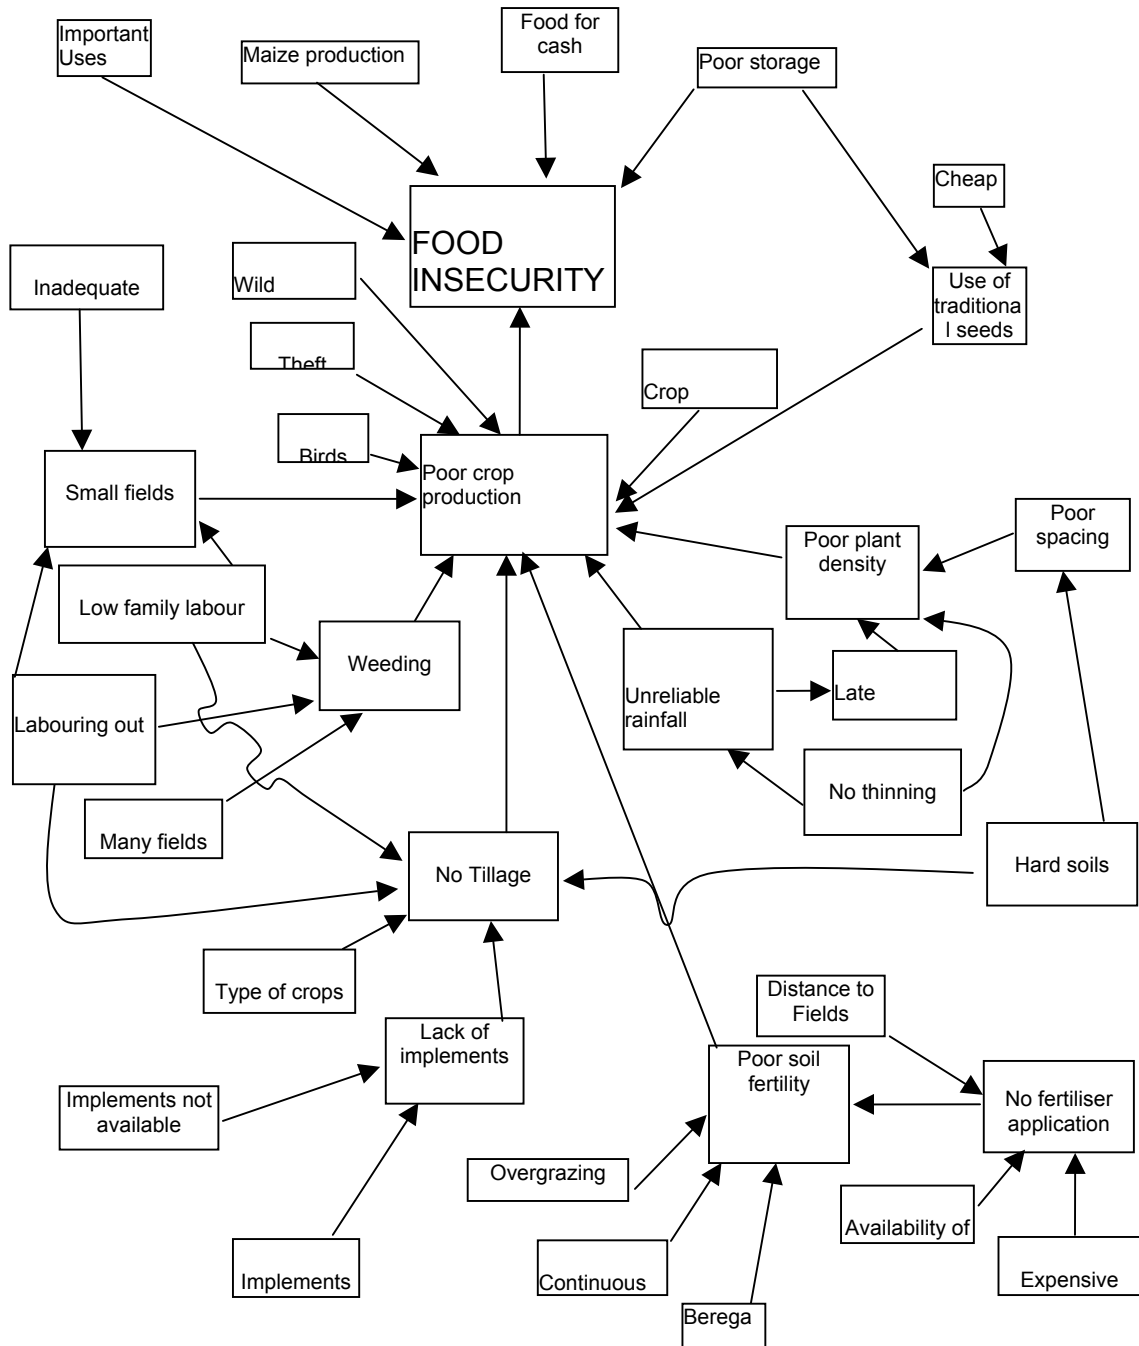 Important
Uses
Maize production
Food for
cash
Poor storage
Cheap
FOOD
INSECURITY
Inadequate
Wild
Use of
traditiona
l seeds
Theft
Crop
Birds
Poor crop
production
Small fields
Poor
spacing
Poor plant
density
Low family labour
Weeding
Unreliable
rainfall
Late
Labouring out
No thinning
Many fields
No Tillage
Hard soils
Type of crops
Distance to
Fields
Lack of
implements
Poor soil
fertility
Implements not
available
No fertiliser
application
Overgrazing
Availability of
Implements
Continuous
Expensive
Berega